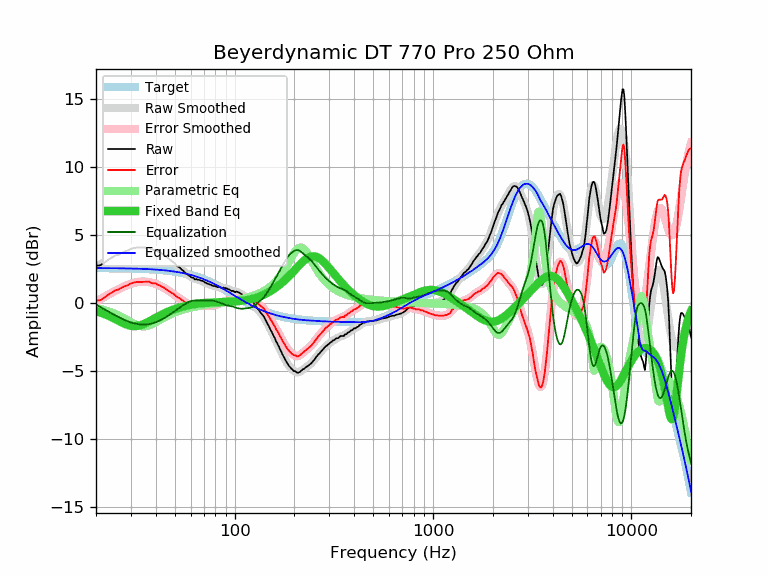 Beyerdynamic DT 770 Pro 250 Ohm
Target
Raw Smoothed
Error Smoothed
Raw
Error
Parametric Eq
Fixed Band Eq
Equalization
Equalized smoothed
Amplitude (dBr)
15
10
5
0
−5
−10
−15
100
1000
10000
Frequency (Hz)